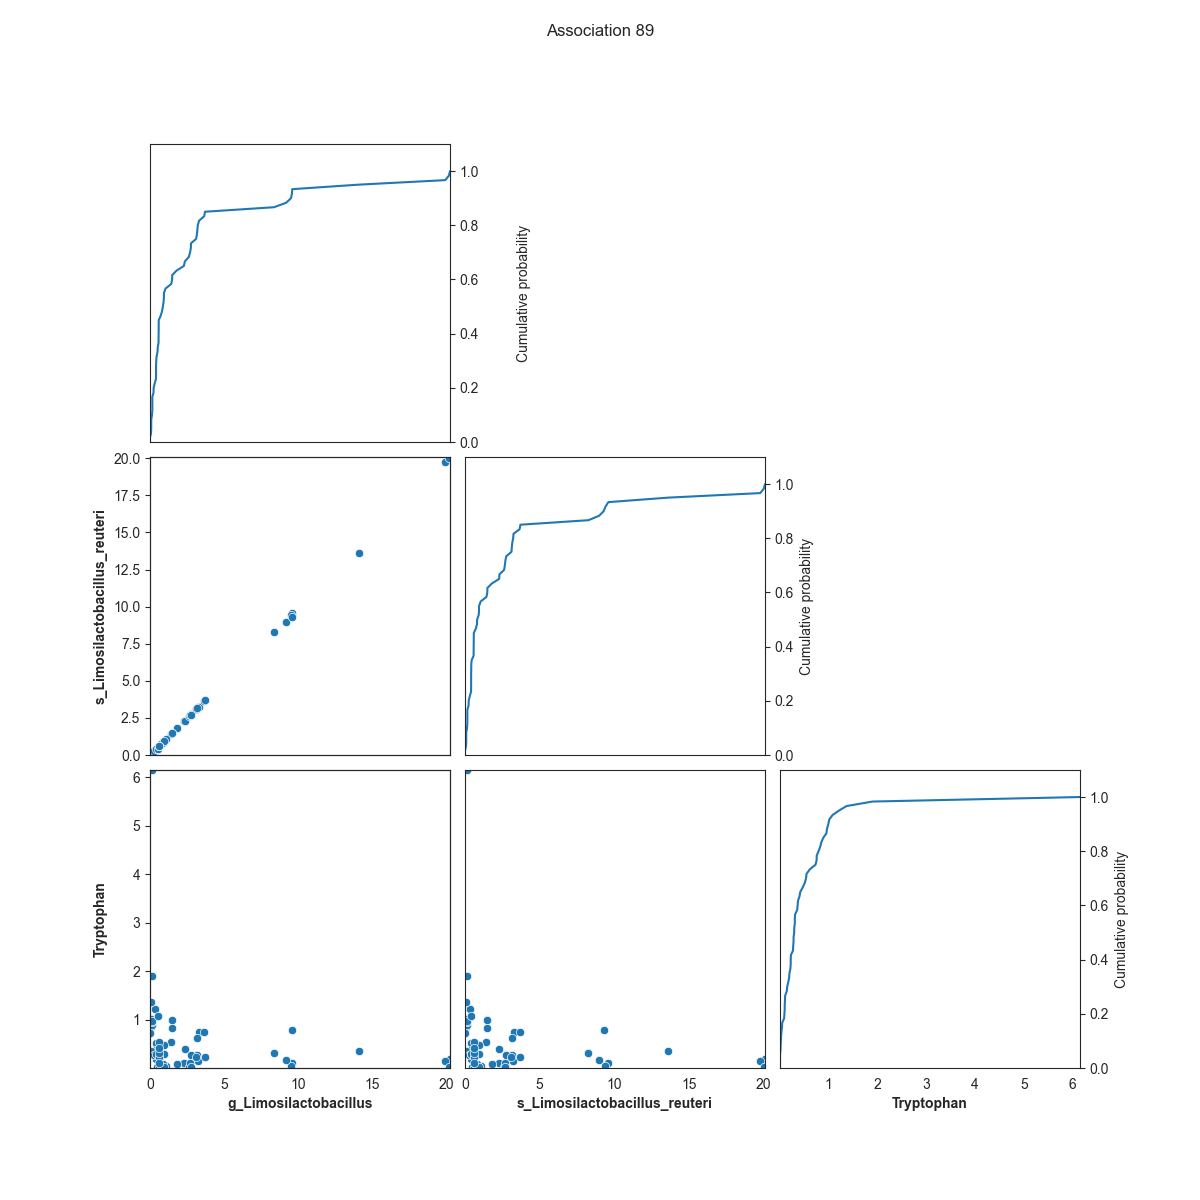 Association 89
1.0
0.8
0.6
0.4
0.2
0.0
Cumulative probability
20.0
17.5
15.0
12.5
10.0
7.5
5.0
2.5
0.0
s_Limosilactobacillus_reuteri
1.0
0.8
0.6
0.4
0.2
0.0
Cumulative probability
6
5
4
3
2
1
Tryptophan
0 5 10 15 20
g_Limosilactobacillus
0 5 10 15 20
s_Limosilactobacillus_reuteri
1.0
0.8
0.6
0.4
0.2
0.0
Cumulative probability
1 2 3 4 5 6
Tryptophan